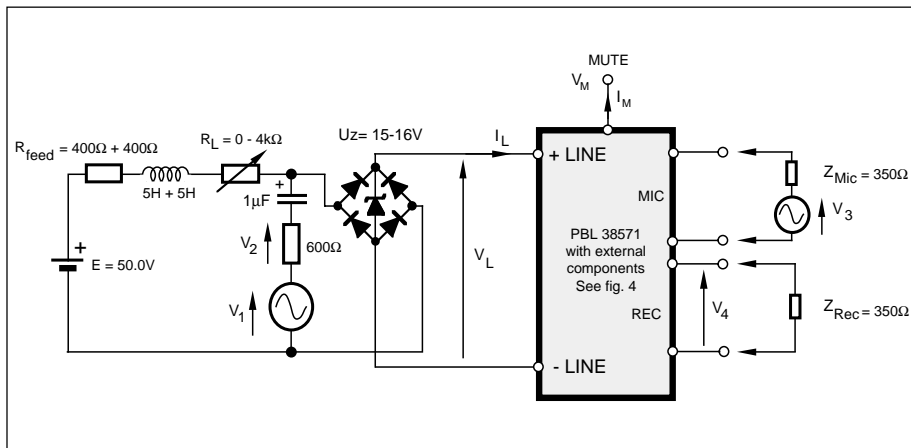 MUTE
V_M
I_M
R_feed = 400Ω + 400Ω
R_L = 0 - 4kΩ
Uz= 15-16V
I_L
+ LINE
5H + 5H
+
1µF
MIC
Z_Mic = 350Ω
V_3
V_2
600Ω
V_L
PBL 38571
with external
components
See fig. 4
+
E = 50.0V
V_1
REC
V_4
Z_Rec = 350Ω
- LINE